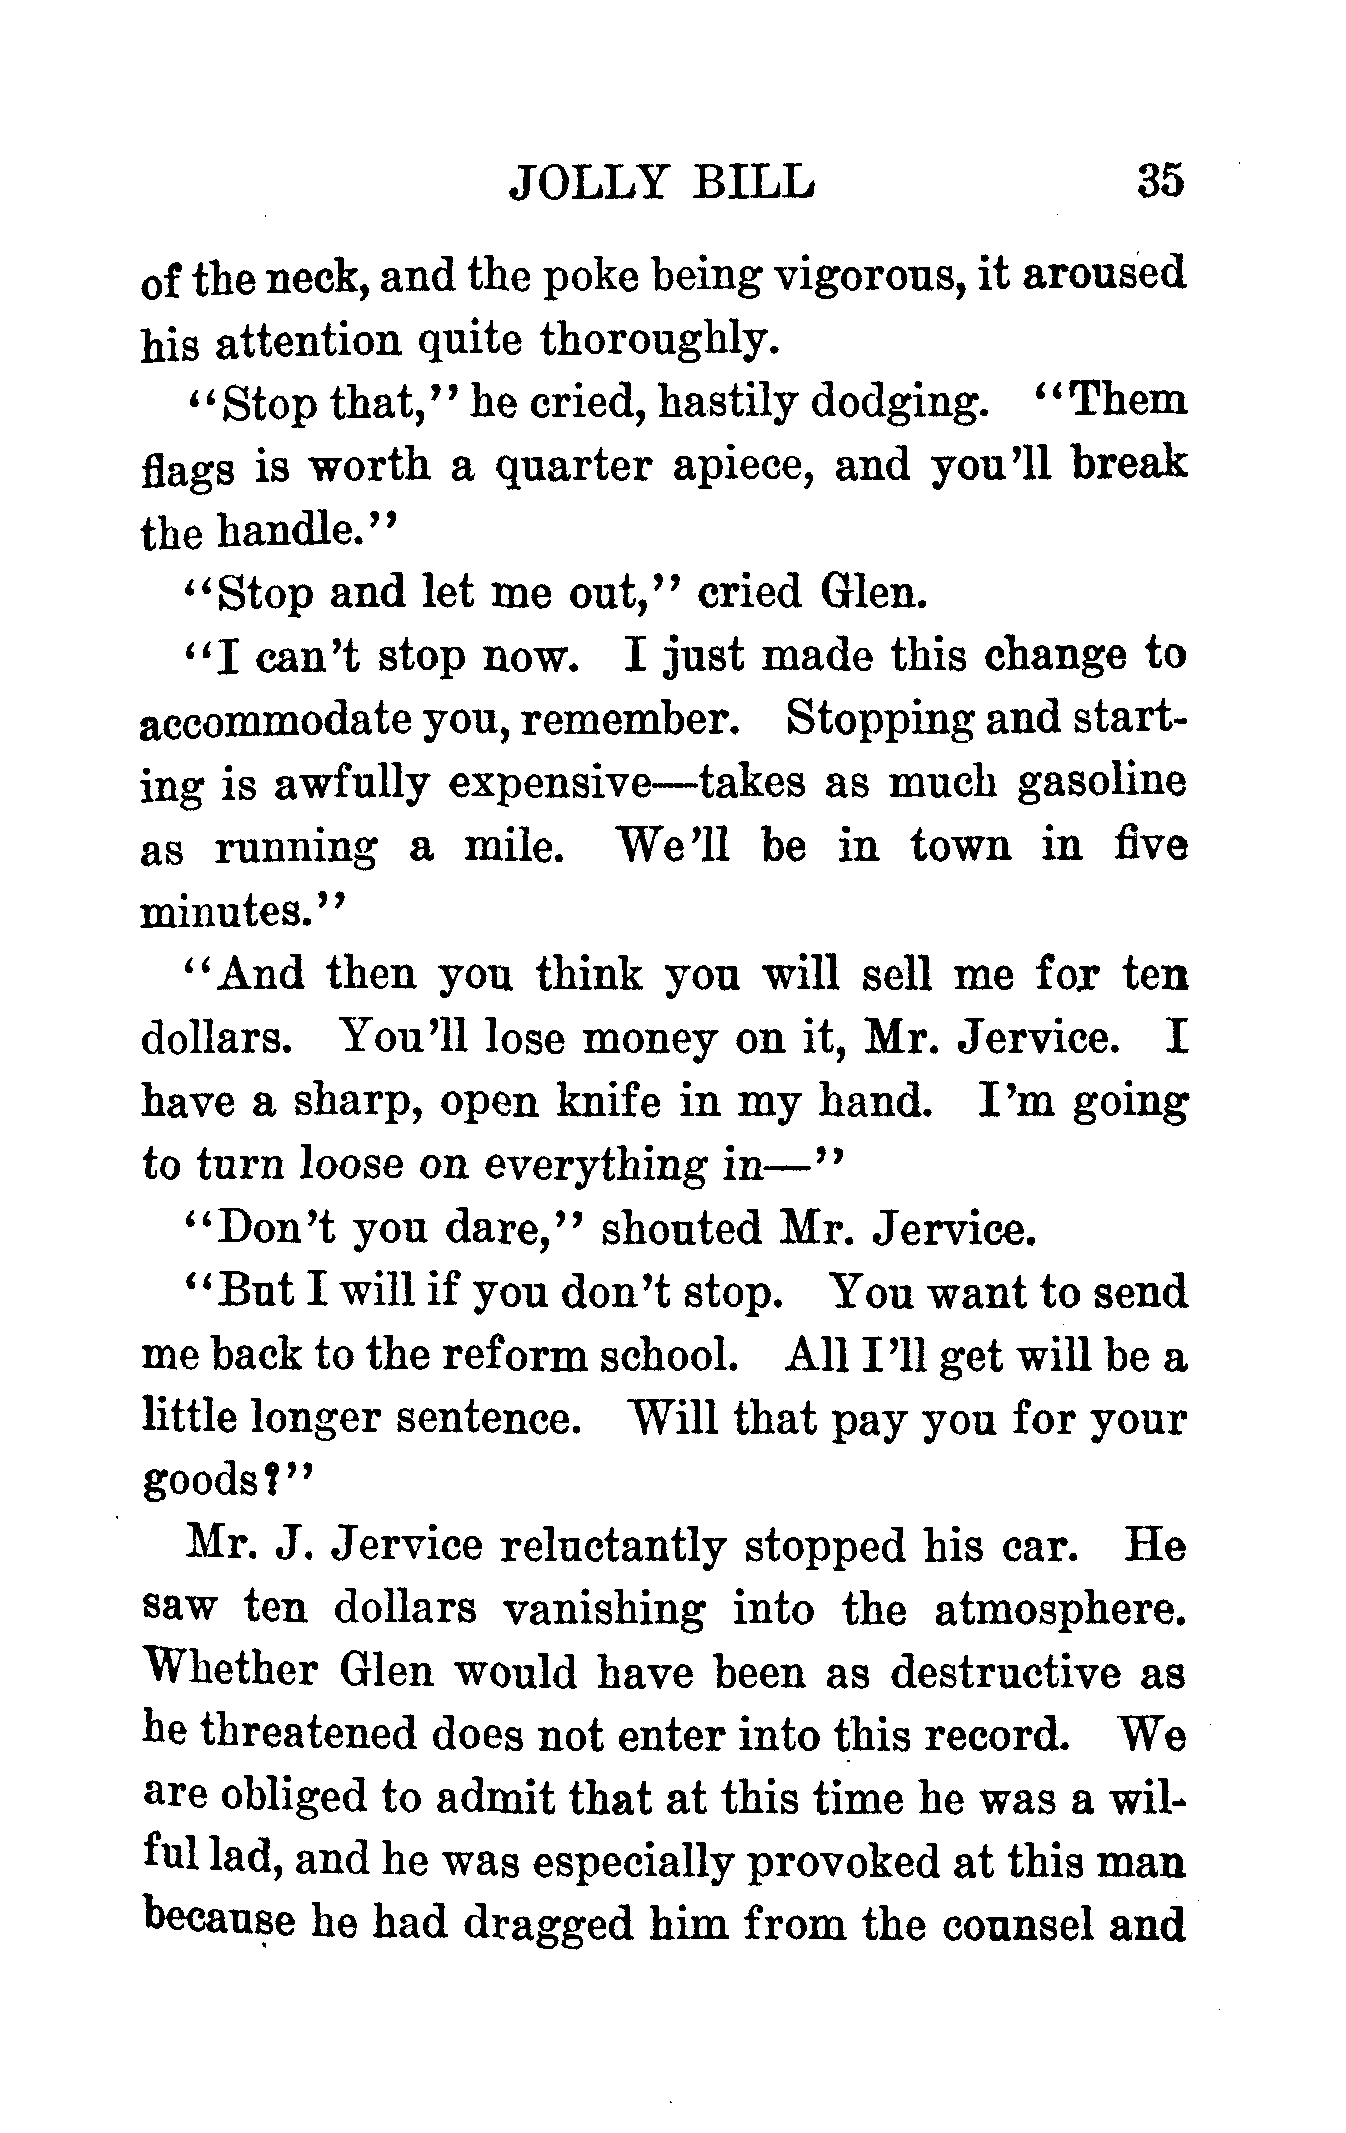 JOLLY BILL 35
of the neck, and the poke being vigorous, it aroused
his attention quite thoroughly.
"Stop that," he cried, hastily dodging. "Them
flags is worth a quarter apiece, and you'll break
the handle."
"Stop and let me out," cried Glen.
"I can't stop now. I just made this change to
accommodate you, remember. Stopping and start-
ing is awfully expensive—takes as much gasoline
as running a mile. We'll be in town in five
minutes."
"And then you think you will sell me for ten
dollars. You'll lose money on it, Mr. Jervice. I
have a sharp, open knife in my hand. I'm going
to turn loose on everything in—"
"Don't you dare," shouted Mr. Jervice.
"But I will if you don't stop. You want to send
me back to the reform school. All I'll get will be a
little longer sentence. Will that pay you for your
goods?"
Mr. J. Jervice reluctantly stopped his car. He
saw ten dollars vanishing into the atmosphere.
Whether Glen would have been as destructive as
he threatened does not enter into this record. We
are obliged to admit that at this time he was a wil-
ful lad, and he was especially provoked at this man
because he had dragged him from the counsel and